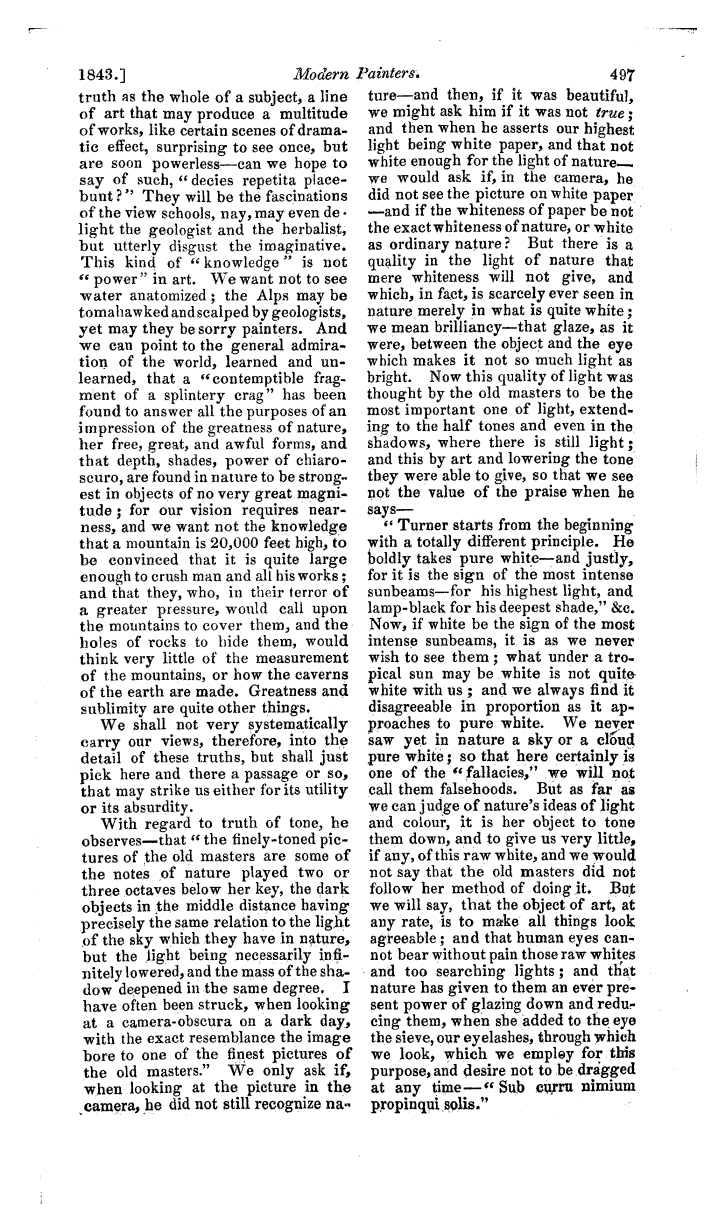 1843.] Modern Painters. 497
truth as the whole of a subject, a line
of art that may produce a multitude
of works, like certain scenes of drama-
tic effect, surprising to see once, but
are soon powerless—can we hope to
say of such, “decies repetita place-
bunt?” They will be the fascinations
of the view schools, nay, may even de-
light the geologist and the herbalist,
but utterly disgust the imaginative.
This kind of “knowledge” is not
“power” in art. We want not to see
water anatomized; the Alps may be
tomahawked and scalped by geologists,
yet may they be sorry painters. And
we can point to the general admira-
tion of the world, learned and un-
learned, that a “contemptible frag-
ment of a splintery crag” has been
found to answer all the purposes of an
impression of the greatness of nature,
her free, great, and awful forms, and
that depth, shades, power of chiaro-
scuro, are found in nature to be strong-
est in objects of no very great magni-
tude; for our vision requires near-
ness, and we want not the knowledge
that a mountain is 20,000 feet high, to
be convinced that it is quite large
enough to crush man and all his works;
and that they, who, in their terror of
a greater pressure, would call upon
the mountains to cover them, and the
holes of rocks to hide them, would
think very little of the measurement
of the mountains, or how the caverns
of the earth are made. Greatness and
sublimity are quite other things.
We shall not very systematically
carry our views, therefore, into the
detail of these truths, but shall just
pick here and there a passage or so,
that may strike us either for its utility
or its absurdity.
With regard to truth of tone, he
observes—that “the finely-toned pic-
tures of the old masters are some of
the notes of nature played two or
three octaves below her key, the dark
objects in the middle distance having
precisely the same relation to the light
of the sky which they have in nature,
but the light being necessarily infi-
nitely lowered, and the mass of the sha-
dow deepened in the same degree. I
have often been struck, when looking
at a camera-obscura on a dark day,
with the exact resemblance the image
bore to one of the finest pictures of
the old masters.” We only ask if,
when looking at the picture in the
camera, he did not still recognize na-
ture—and then, if it was beautiful,
we might ask him if it was not true;
and then when he asserts our highest
light being white paper, and that not
white enough for the light of nature—
we would ask if, in the camera, he
did not see the picture on white paper
—and if the whiteness of paper be not
the exact whiteness of nature, or white
as ordinary nature? But there is a
quality in the light of nature that
mere whiteness will not give, and
which, in fact, is scarcely ever seen in
nature merely in what is quite white;
we mean brilliancy—that glaze, as it
were, between the object and the eye
which makes it not so much light as
bright. Now this quality of light was
thought by the old masters to be the
most important one of light, extend-
ing to the half tones and even in the
shadows, where there is still light;
and this by art and lowering the tone
they were able to give, so that we see
not the value of the praise when he
says—
“Turner starts from the beginning
with a totally different principle. He
boldly takes pure white—and justly,
for it is the sign of the most intense
sunbeams—for his highest light, and
lamp-black for his deepest shade,” &c.
Now, if white be the sign of the most
intense sunbeams, it is as we never
wish to see them; what under a tro-
pical sun may be white is not quite
white with us; and we always find it
disagreeable in proportion as it ap-
proaches to pure white. We never
saw yet in nature a sky or a cloud
pure white; so that here certainly is
one of the “fallacies,” we will not
call them falsehoods. But as far as
we can judge of nature’s ideas of light
and colour, it is her object to tone
them down, and to give us very little,
if any, of this raw white, and we would
not say that the old masters did not
follow her method of doing it. But
we will say, that the object of art, at
any rate, is to make all things look
agreeable; and that human eyes can-
not bear without pain those raw whites
and too searching lights; and that
nature has given to them an ever pre-
sent power of glazing down and redu-
cing them, when she added to the eye
the sieve, our eyelashes, through which
we look, which we employ for this
purpose, and desire not to be dragged
at any time—“Sub curru nimium
propinqui solis.”